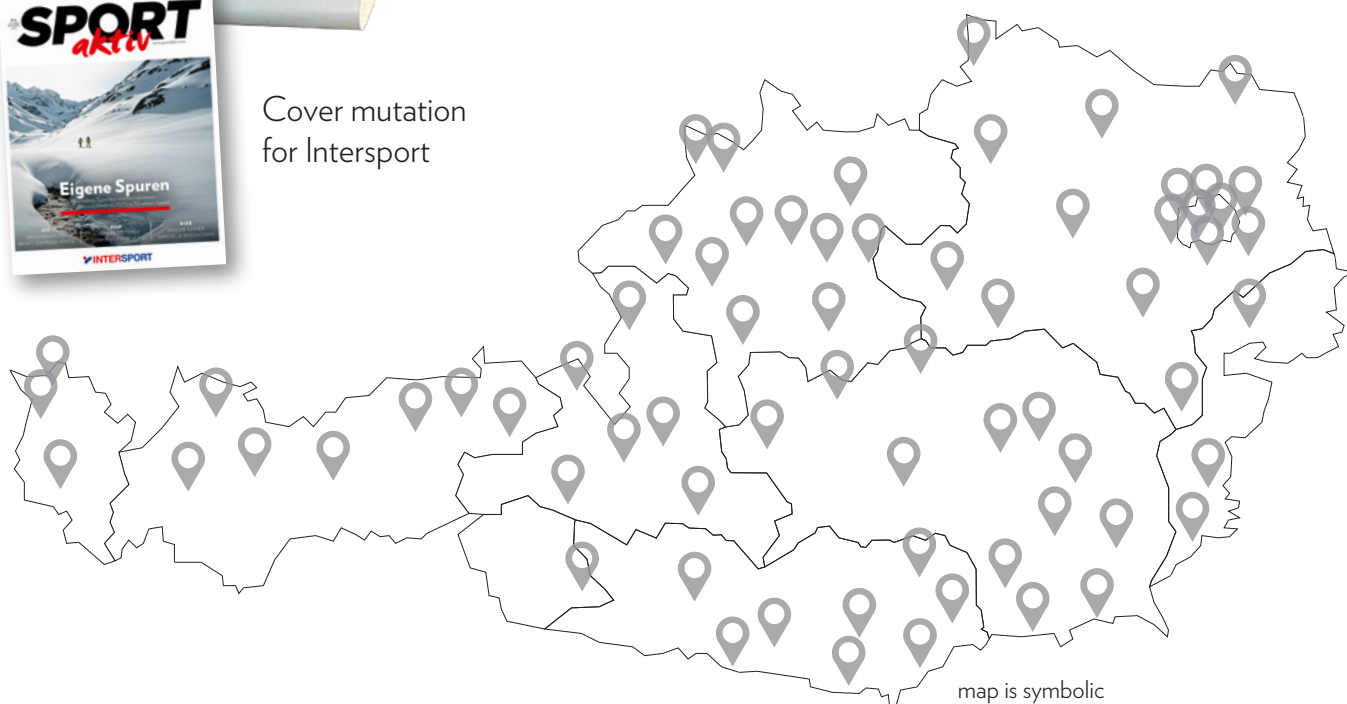 SPORT
aktiv
Eigene Spuren
INTERSPORT
Cover mutation
for Intersport
map is symbolic